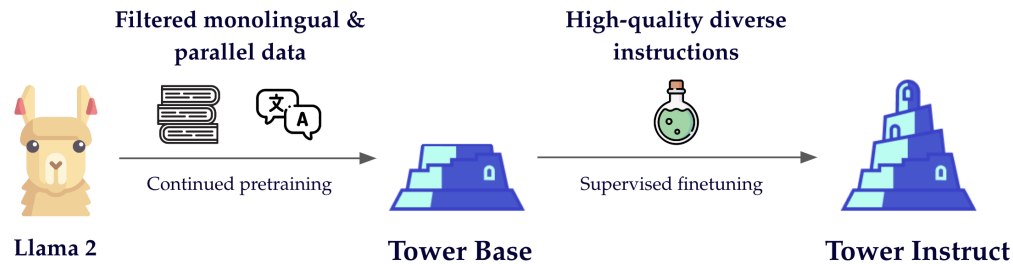 Filtered monolingual &
parallel data
High-quality diverse
instructions
文
A
Continued pretraining
Supervised finetuning
Llama 2
Tower Base
Tower Instruct